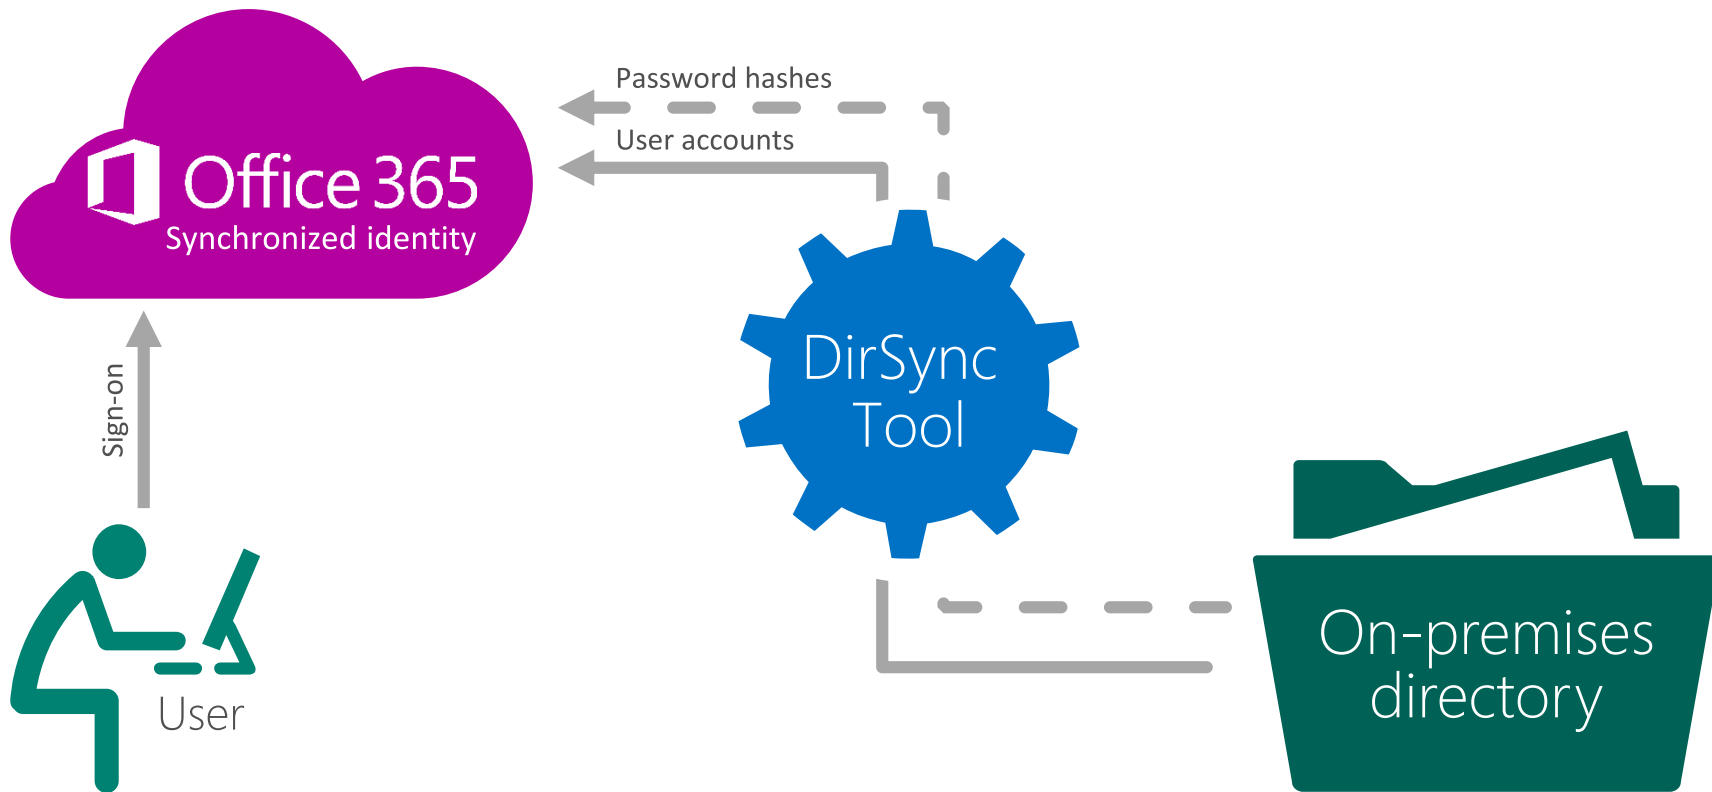 Password hashes
User accounts
Office 365
Synchronized identity
DirSync
Tool
Sign-on
User
On-premises
directory